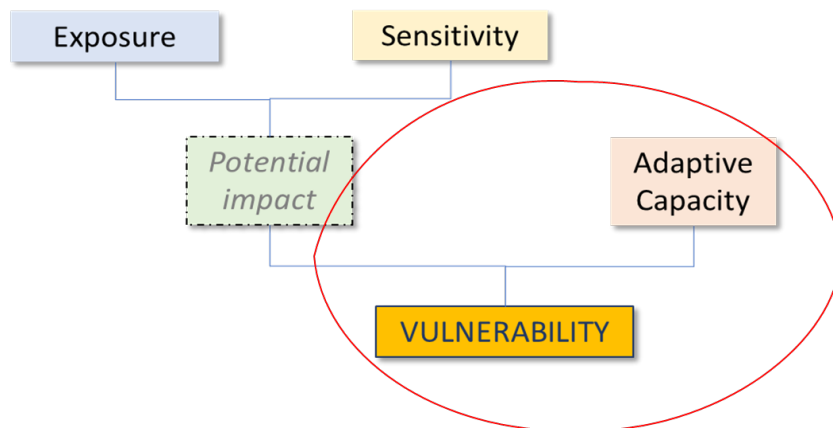 Exposure
Sensitivity
Potential
impact
Adaptive
Capacity
VULNERABILITY